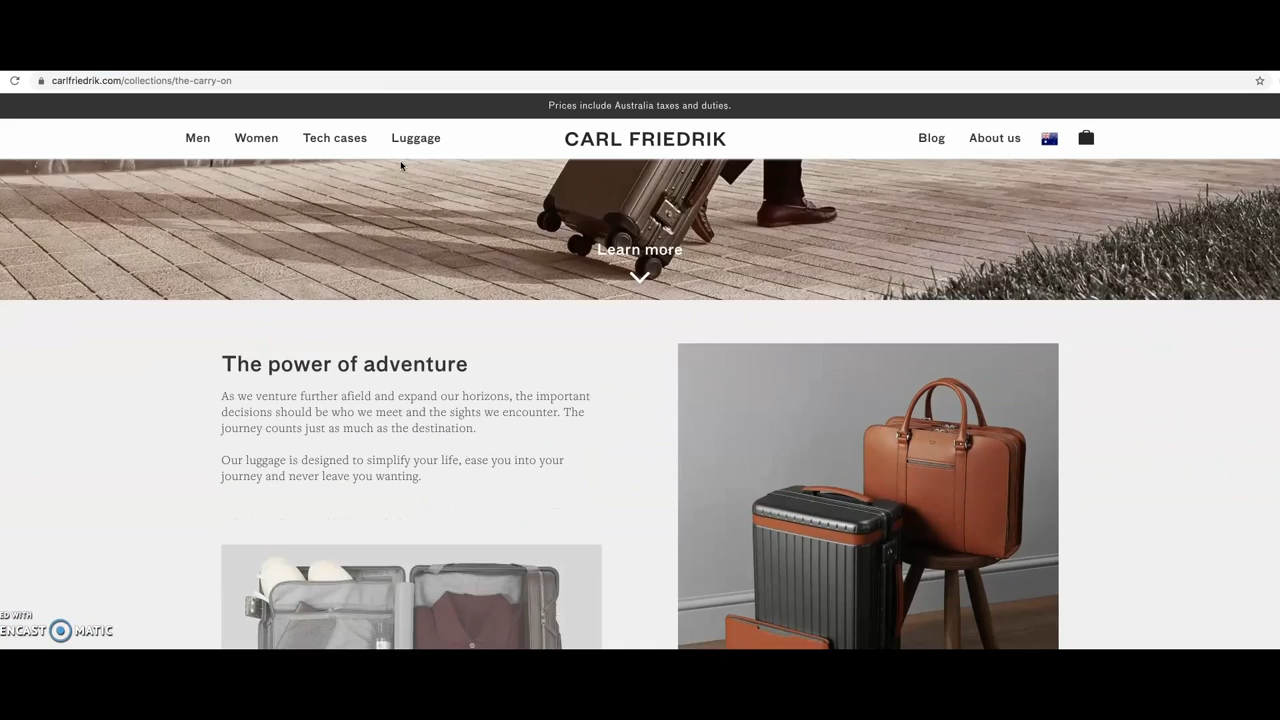 carlfriedrik.com/collections/the-carry-on
Prices include Australia taxes and duties.
Men Women Tech cases Luggage CARL FRIEDRIK Blog About us
Learn more
The power of adventure
As we venture further afield and expand our horizons, the important
decisions should be who we meet and the sights we encounter. The
journey counts just as much as the destination.
Our luggage is designed to simplify your life, ease you into your
journey and never leave you wanting.
ED WITH
ENCAST MATIC